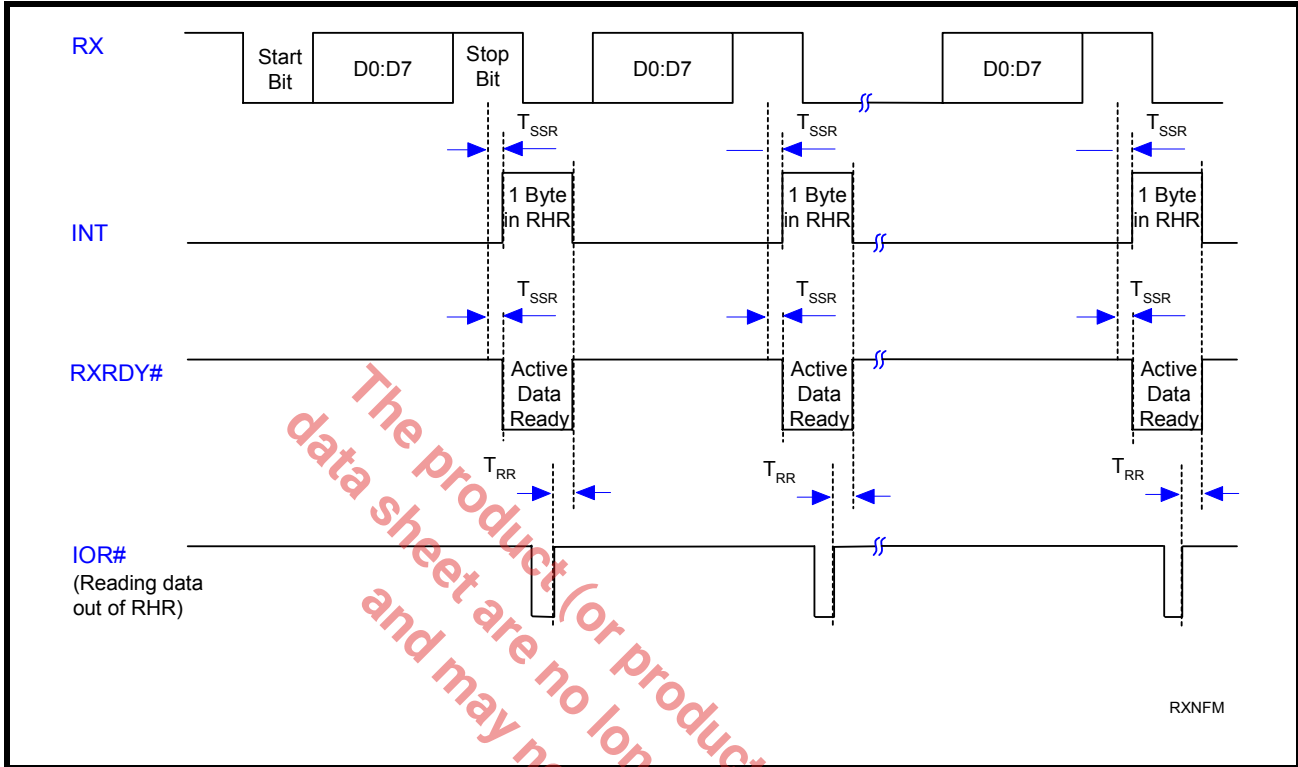 RX
Start
Bit
D0:D7
Stop
Bit
D0:D7
D0:D7
TSSR
TSSR
TSSR
INT
1 Byte
in RHR
1 Byte
in RHR
1 Byte
in RHR
TSSR
TSSR
TSSR
RXRDY#
Active
Data
Ready
Active
Data
Ready
Active
Data
Ready
TRR
TRR
TRR
IOR#
(Reading data
out of RHR)
The product (or product
data sheet are no
and may
RXNFM